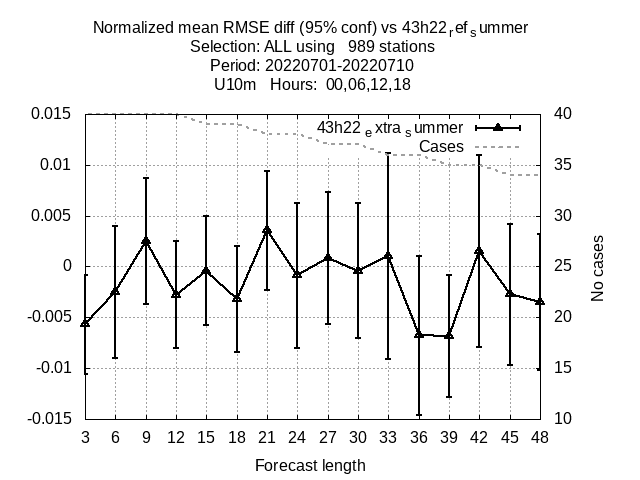 Normalized mean RMSE diff (95% conf) vs 43h22refsummer
Selection: ALL using 989 stations
Period: 20220701-20220710
U10m Hours: 00,06,12,18
43h22extrasummer
Cases
0.015
0.01
0.005
0
-0.005
-0.01
-0.015
40
35
30
25
20
15
10
No cases
3 6 9 12 15 18 21 24 27 30 33 36 39 42 45 48
Forecast length